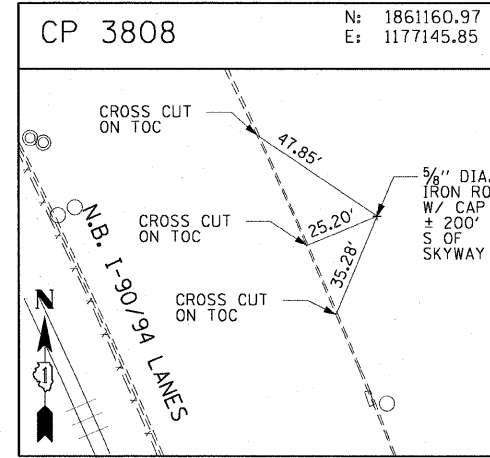 CP 3808
N: 1861160.97
E: 1177145.85
CROSS CUT
ON TOC
47.85'
5/8" DIA.
IRON RO
W/ CAP
± 200'
S OF
SKYWAY
CROSS CUT
ON TOC
25.20'
35.28'
N.B. I-90/94 LANES
CROSS CUT
ON TOC
N
1